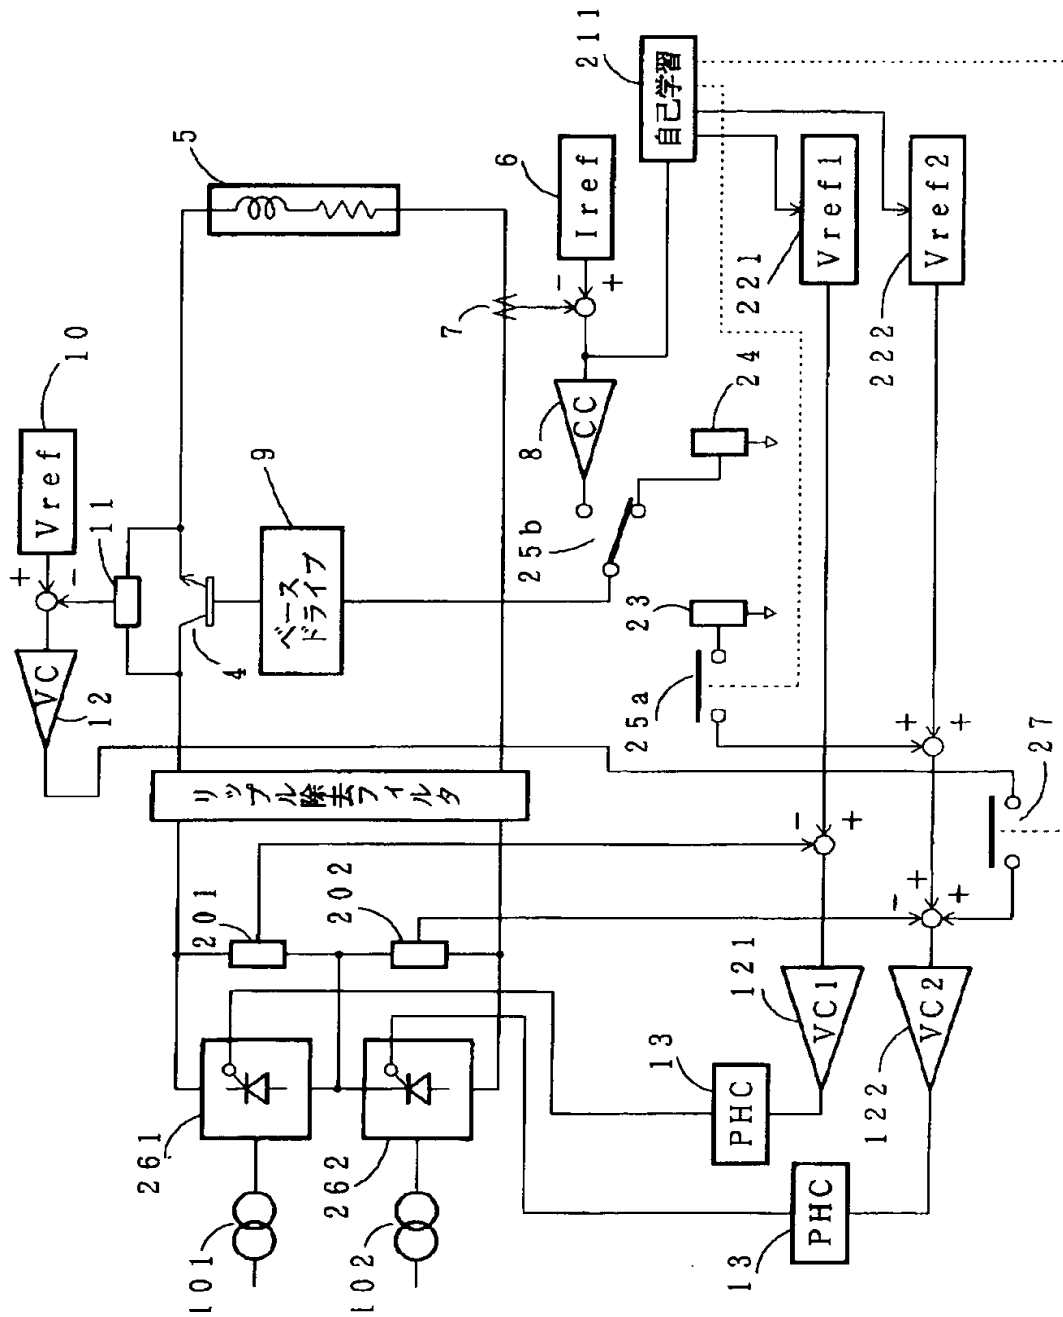 101
102
261
262
201
202
リップル除去フィルタ
VC
12
Vref
10
11
+
-
4
ベース
ドライブ
9
5
7
Iref
6
-
+
CC
8
25b
24
23
25a
自己学習
211
Vref1
221
Vref2
222
+
+
-
+
-
+
+
27
VC1
121
VC2
122
PHC
13
PHC
13